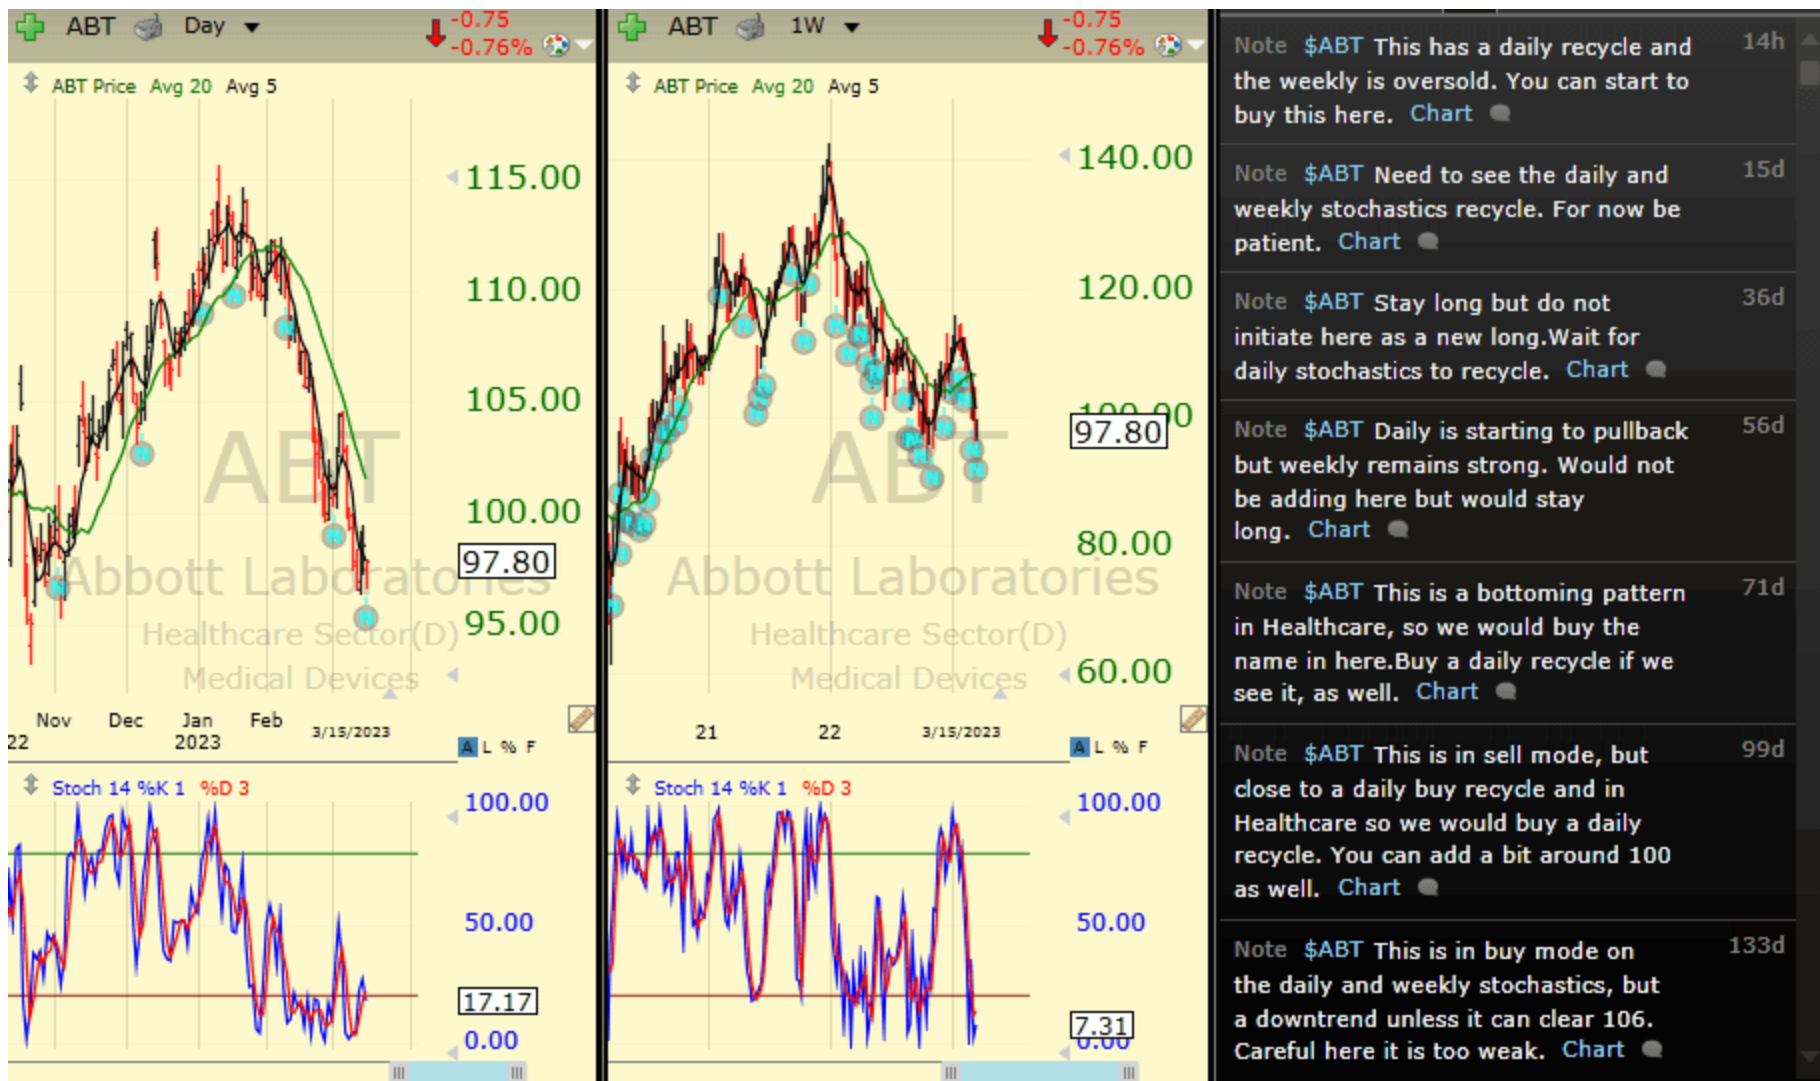 ABT Day
-0.75
-0.76%
ABT Price Avg 20 Avg 5
115.00
110.00
105.00
100.00
97.80
95.00
ABT
Abbott Laboratories
Healthcare Sector(D)
Medical Devices
Nov Dec Jan Feb 3/15/2023
22 2023
A L % F
Stoch 14 %K 1 %D 3
100.00
50.00
17.17
0.00
ABT 1W
-0.75
-0.76%
ABT Price Avg 20 Avg 5
140.00
120.00
100.00
97.80
80.00
60.00
ABT
Abbott Laboratories
Healthcare Sector(D)
Medical Devices
21 22 3/15/2023
A L % F
Stoch 14 %K 1 %D 3
100.00
50.00
7.31
0.00
Note $ABT This has a daily recycle and 14h
the weekly is oversold. You can start to
buy this here. Chart
Note $ABT Need to see the daily and 15d
weekly stochastics recycle. For now be
patient. Chart
Note $ABT Stay long but do not 36d
initiate here as a new long.Wait for
daily stochastics to recycle. Chart
Note $ABT Daily is starting to pullback 56d
but weekly remains strong. Would not
be adding here but would stay
long. Chart
Note $ABT This is a bottoming pattern 71d
in Healthcare, so we would buy the
name in here.Buy a daily recycle if we
see it, as well. Chart
Note $ABT This is in sell mode, but 99d
close to a daily buy recycle and in
Healthcare so we would buy a daily
recycle. You can add a bit around 100
as well. Chart
Note $ABT This is in buy mode on 133d
the daily and weekly stochastics, but
a downtrend unless it can clear 106.
Careful here it is too weak. Chart